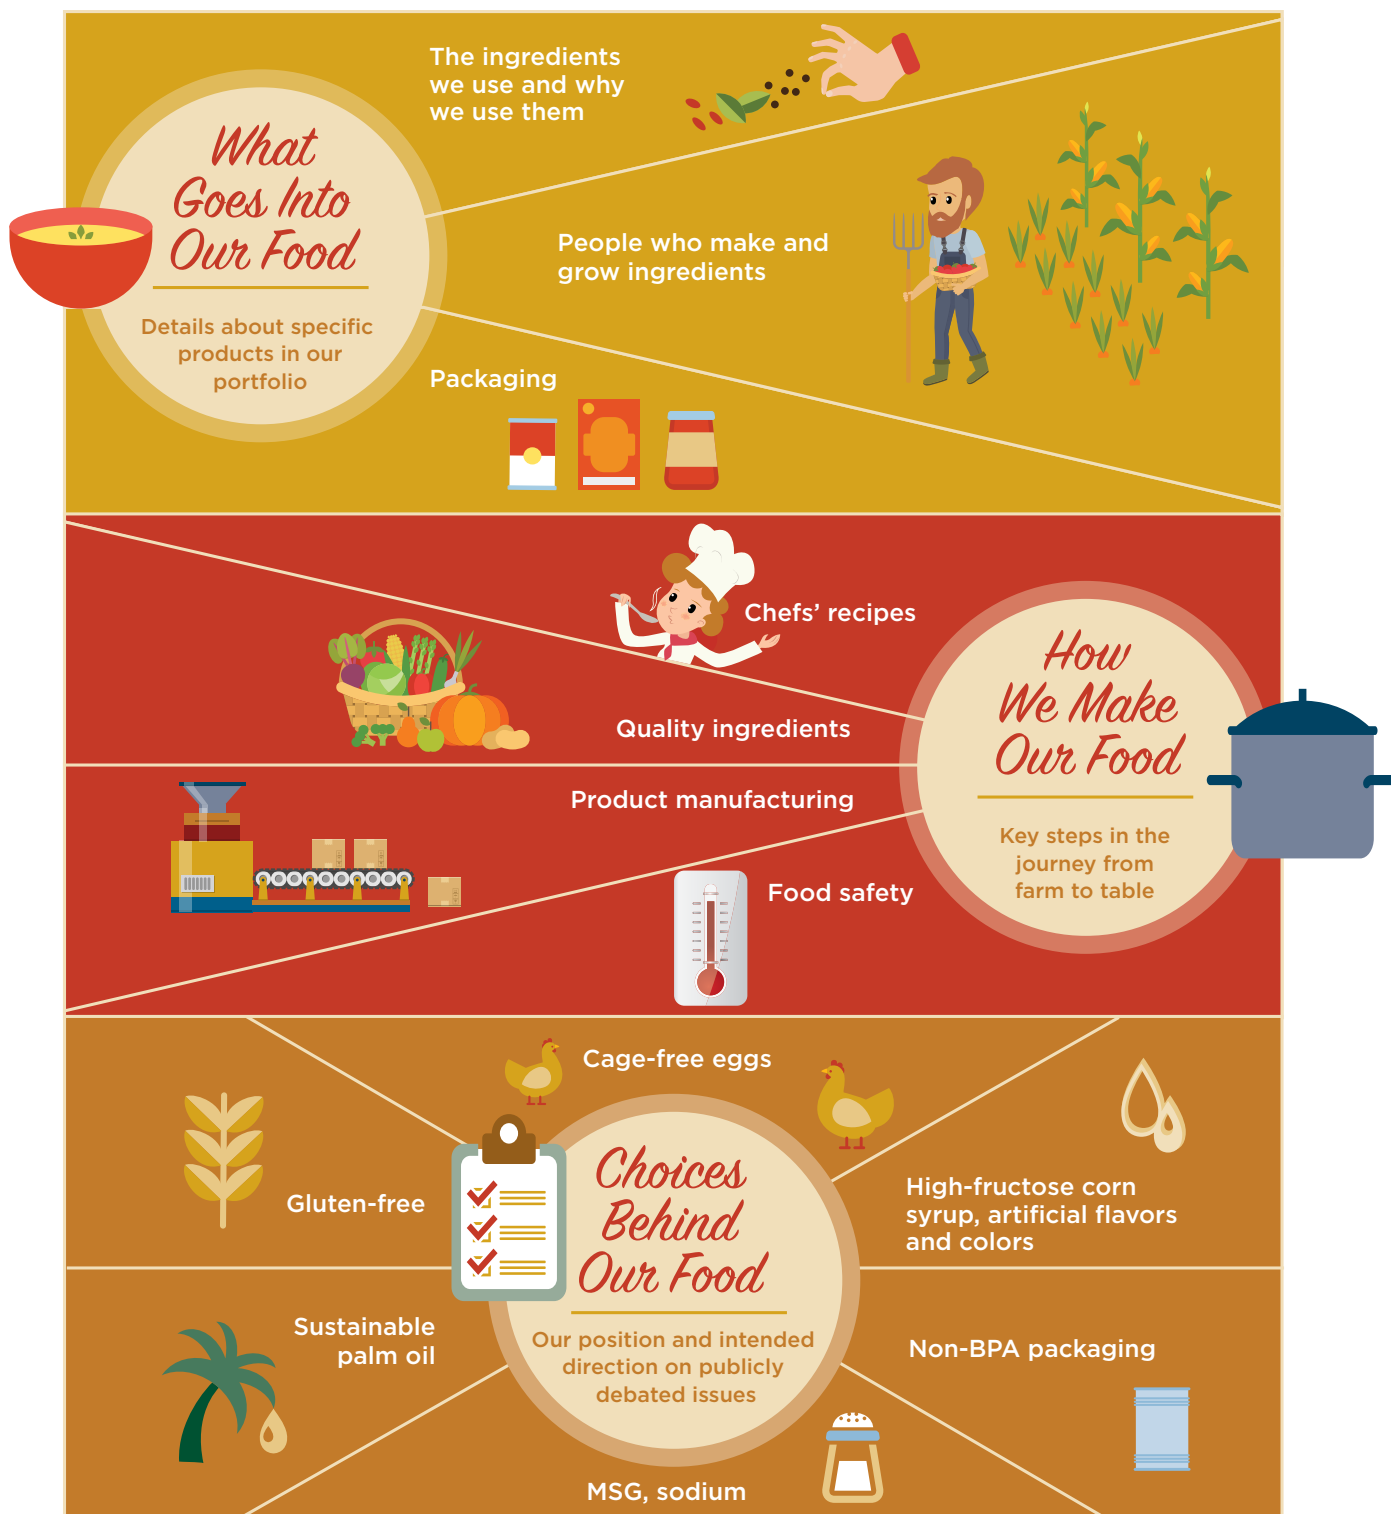 The ingredients
we use and why
we use them
What
Goes Into
Our Food
Details about specific
products in our
portfolio
People who make and
grow ingredients
Packaging
Chefs' recipes
Quality ingredients
How
We Make
Our Food
Key steps in the
journey from
farm to table
Product manufacturing
Food safety
Cage-free eggs
Choices
Behind
Our Food
Our position and intended
direction on publicly
debated issues
Gluten-free
High-fructose corn
syrup, artificial flavors
and colors
Sustainable
palm oil
Non-BPA packaging
MSG, sodium